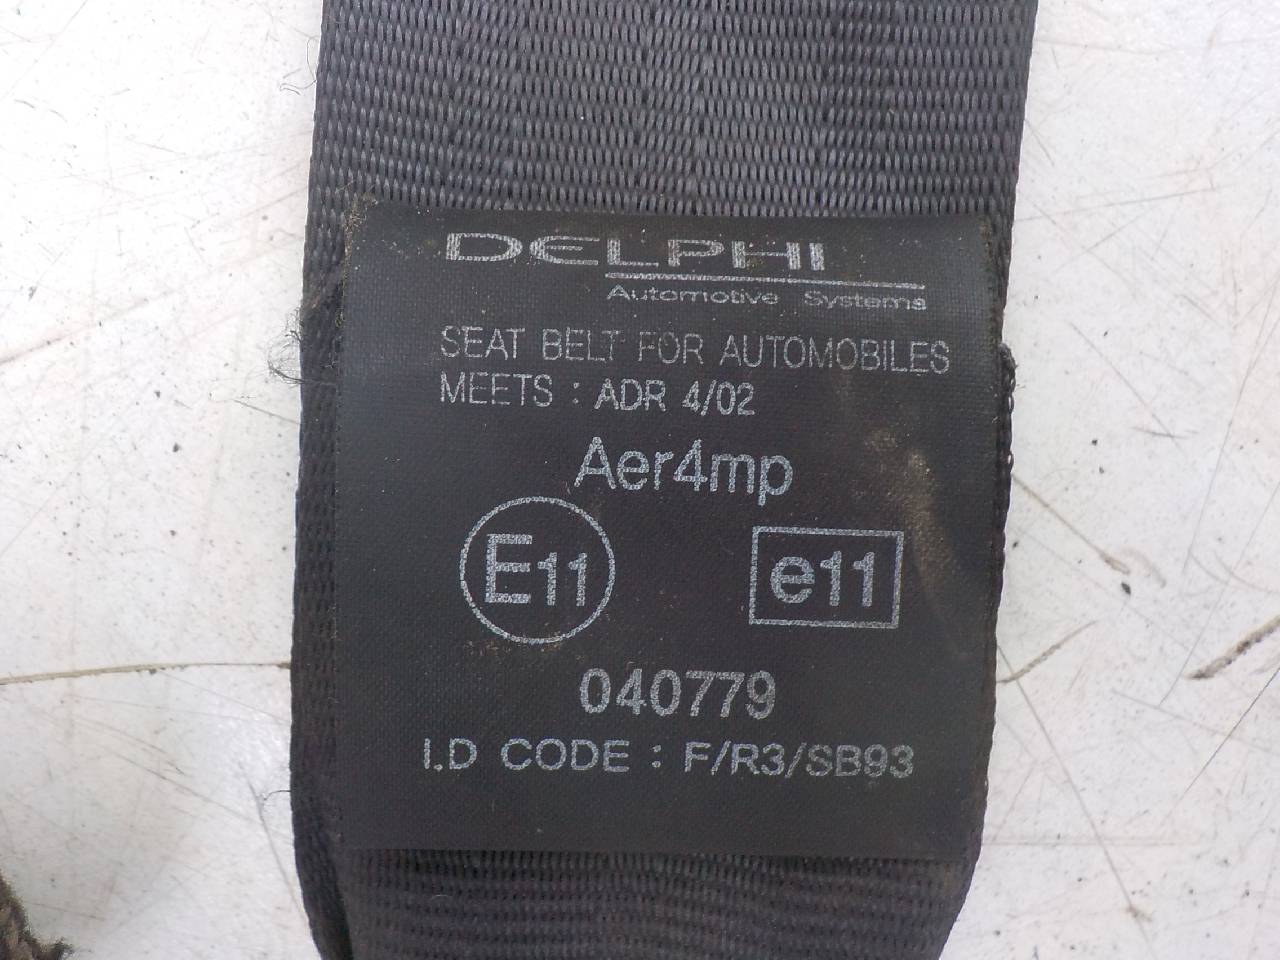 DELPHI
Automotive Systems
SEAT BELT FOR AUTOMOBILES
MEETS : ADR 4/02
Aer4mp
E11 e11
040779
I.D CODE : F/R3/SB93